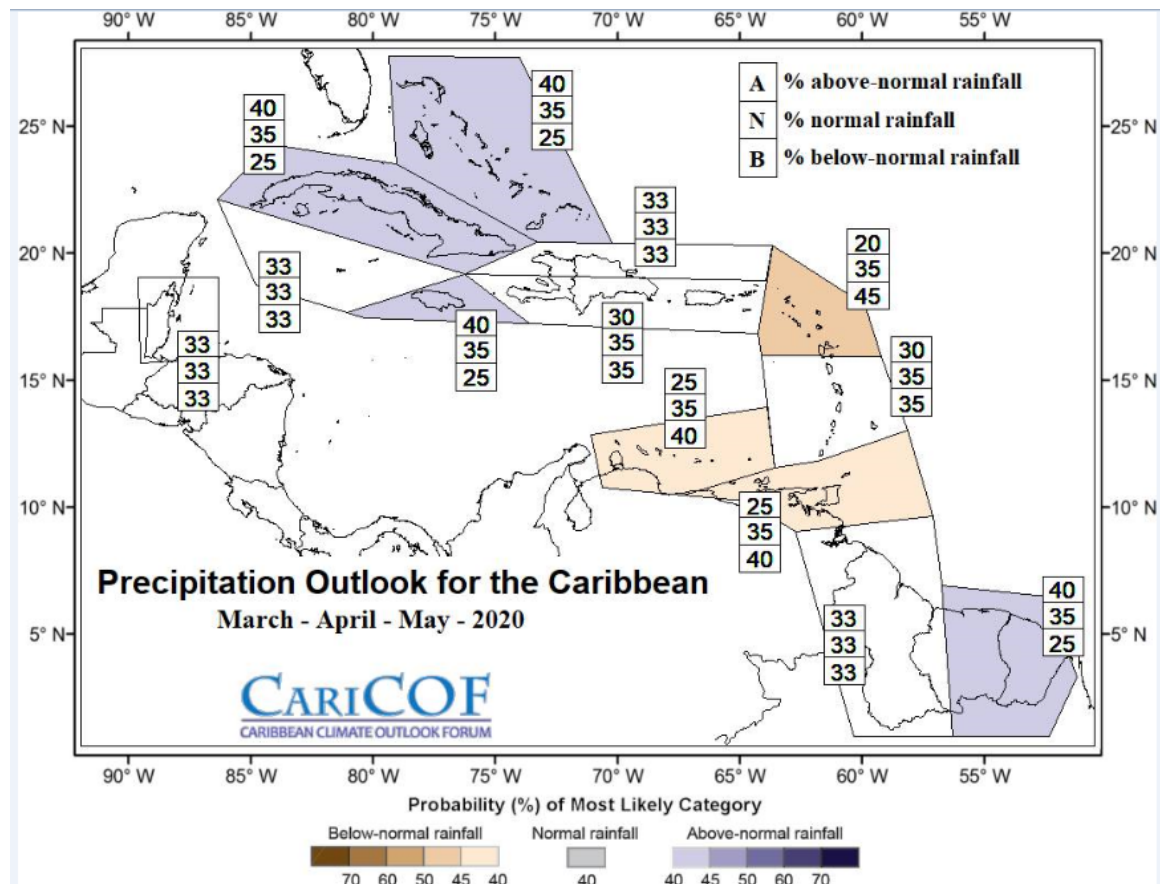 90° W 85° W 80° W 75° W 70° W 65° W 60° W 55° W
25° N
20° N
15° N
10° N
5° N
25° N
20° N
15° N
10° N
5° N
A % above-normal rainfall
N % normal rainfall
B % below-normal rainfall
40
35
25
40
35
25
33
33
33
20
35
45
33
33
33
40
35
25
30
35
35
33
33
33
30
35
35
25
35
40
25
35
40
33
33
33
40
35
25
Precipitation Outlook for the Caribbean
March - April - May - 2020
CARICOF
CARIBBEAN CLIMATE OUTLOOK FORUM
90° W 85° W 80° W 75° W 70° W 65° W 60° W 55° W
Probability (%) of Most Likely Category
Below-normal rainfall Normal rainfall Above-normal rainfall
70 60 50 45 40 40 40 45 50 60 70